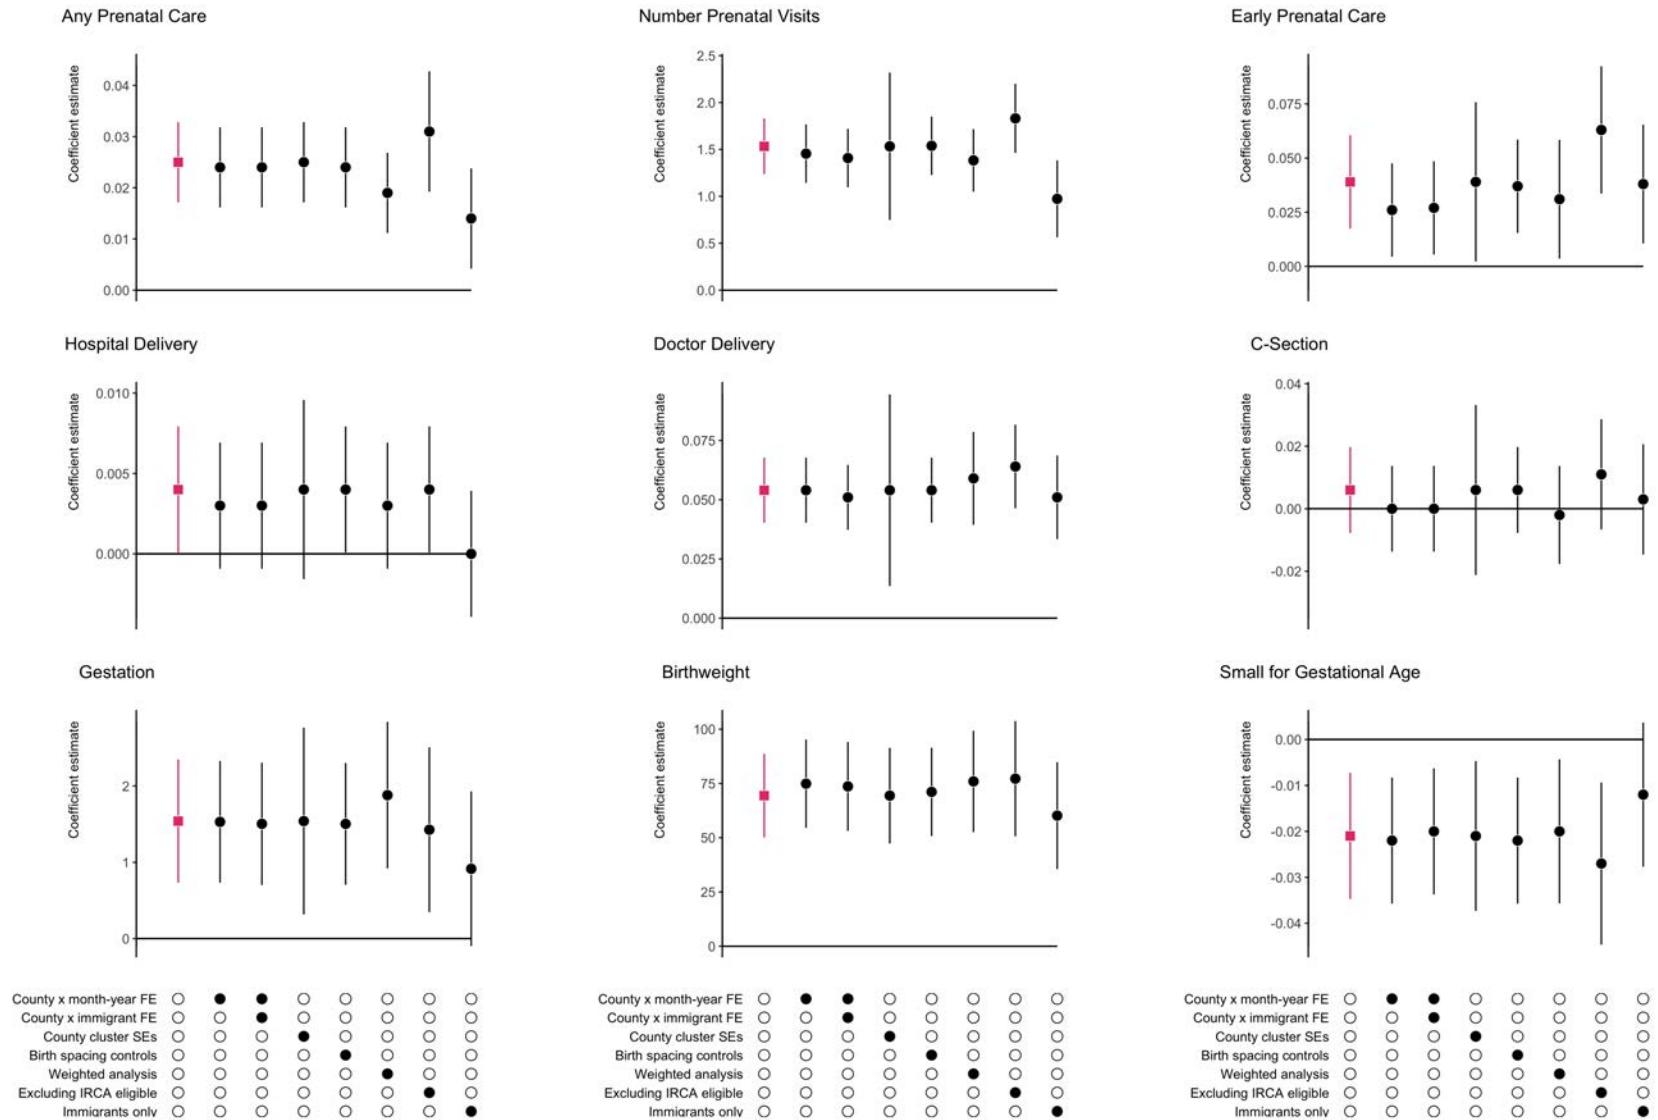 Any Prenatal Care
Number Prenatal Visits
Early Prenatal Care
Coefficient estimate
0.04
0.03
0.02
0.01
0.00
Coefficient estimate
2.5
2.0
1.5
1.0
0.5
0.0
Coefficient estimate
0.075
0.050
0.025
0.000
Hospital Delivery
Doctor Delivery
C-Section
Coefficient estimate
0.010
0.005
0.000
Coefficient estimate
0.075
0.050
0.025
0.000
Coefficient estimate
0.04
0.02
0.00
-0.02
Gestation
Birthweight
Small for Gestational Age
Coefficient estimate
2
1
0
Coefficient estimate
100
75
50
25
0
Coefficient estimate
0.00
-0.01
-0.02
-0.03
-0.04
County x month-year FE
County x immigrant FE
County cluster SEs
Birth spacing controls
Weighted analysis
Excluding IRCA eligible
Immigrants only
County x month-year FE
County x immigrant FE
County cluster SEs
Birth spacing controls
Weighted analysis
Excluding IRCA eligible
Immigrants only
County x month-year FE
County x immigrant FE
County cluster SEs
Birth spacing controls
Weighted analysis
Excluding IRCA eligible
Immigrants only